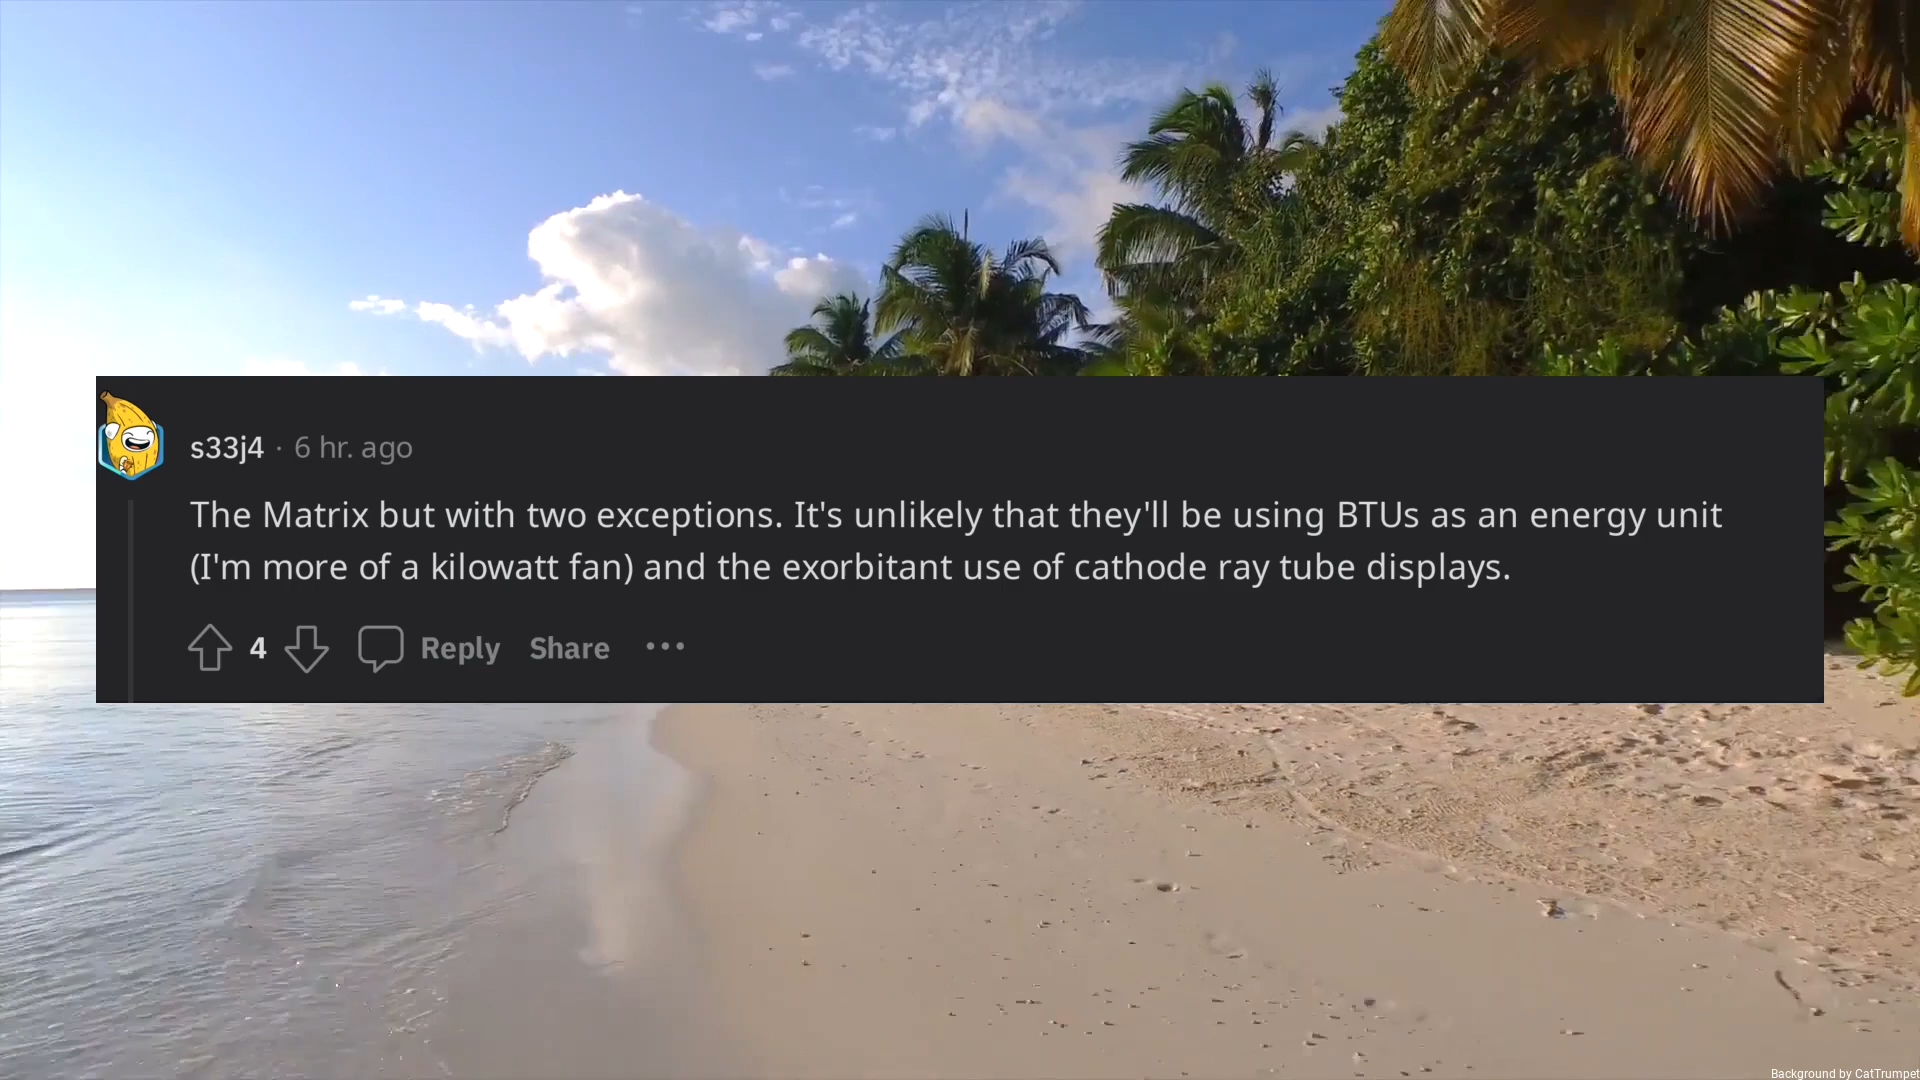 s33j4 · 6 hr. ago
The Matrix but with two exceptions. It's unlikely that they'll be using BTUs as an energy unit
(I'm more of a kilowatt fan) and the exorbitant use of cathode ray tube displays.
4 Reply Share ···
Background by CatTrumpet